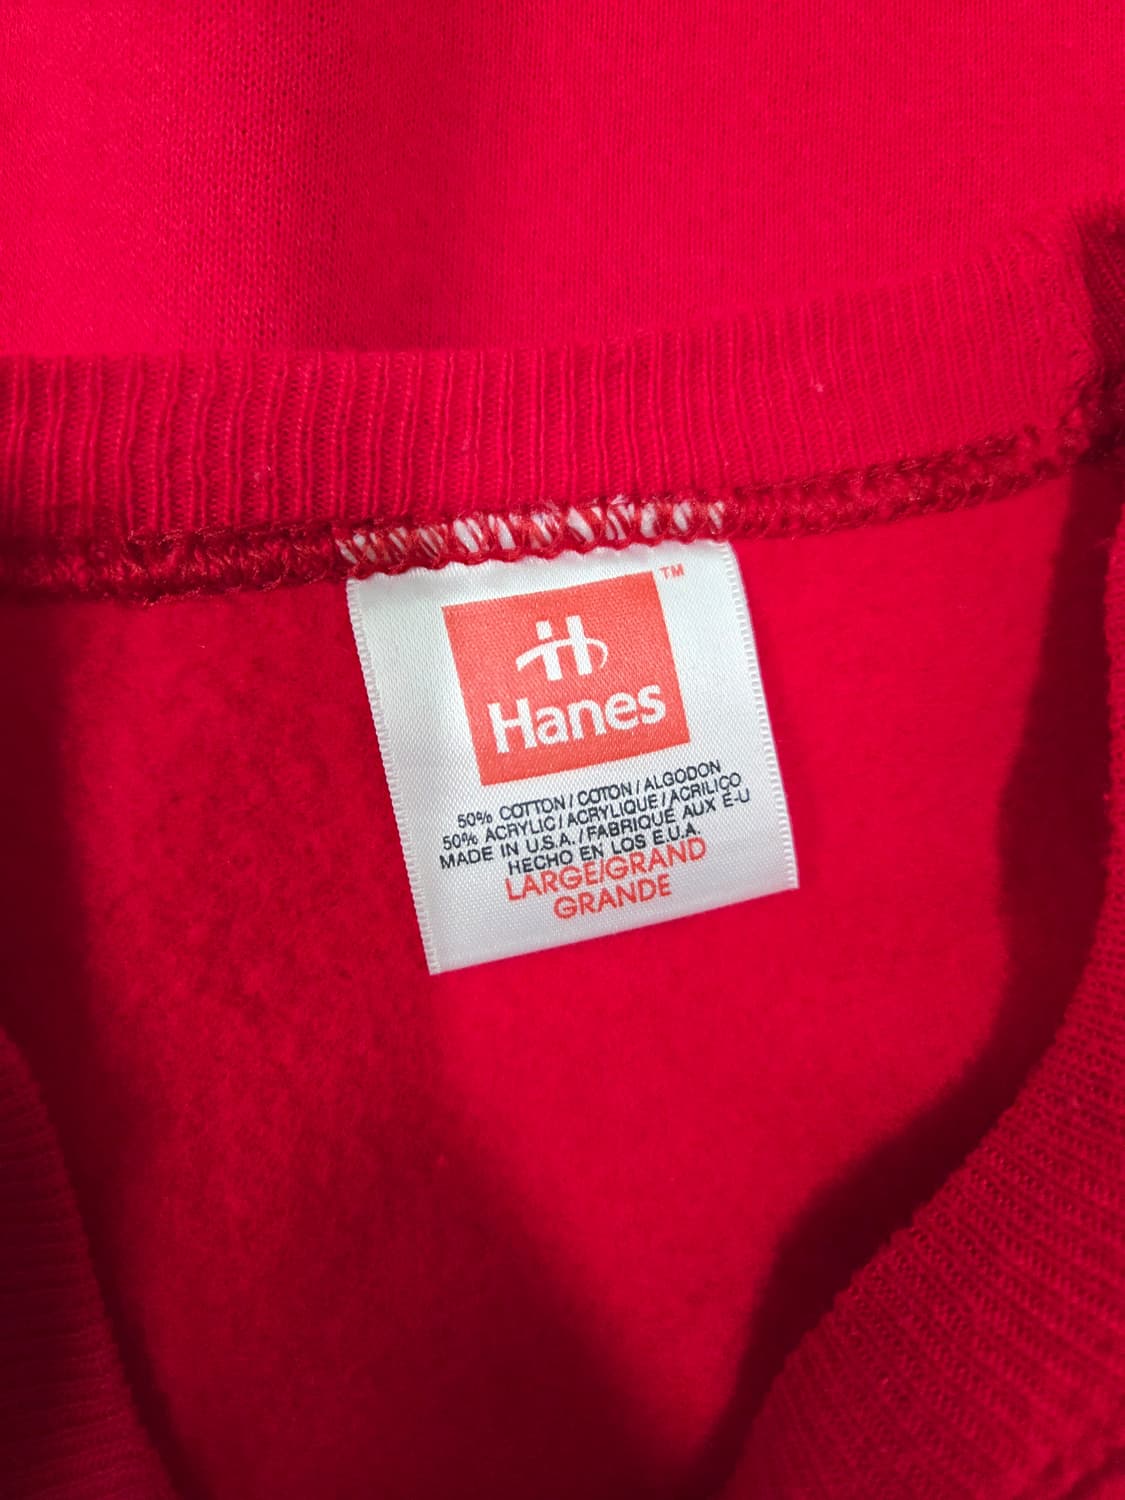 TM
H
Hanes
50% COTTON / COTON / ALGODON
50% ACRYLIC / ACRYLIQUE / ACRILICO
MADE IN U.S.A. / FABRIQUÉ AUX É-U
HECHO EN LOS E.U.A.
LARGE/GRAND
GRANDE